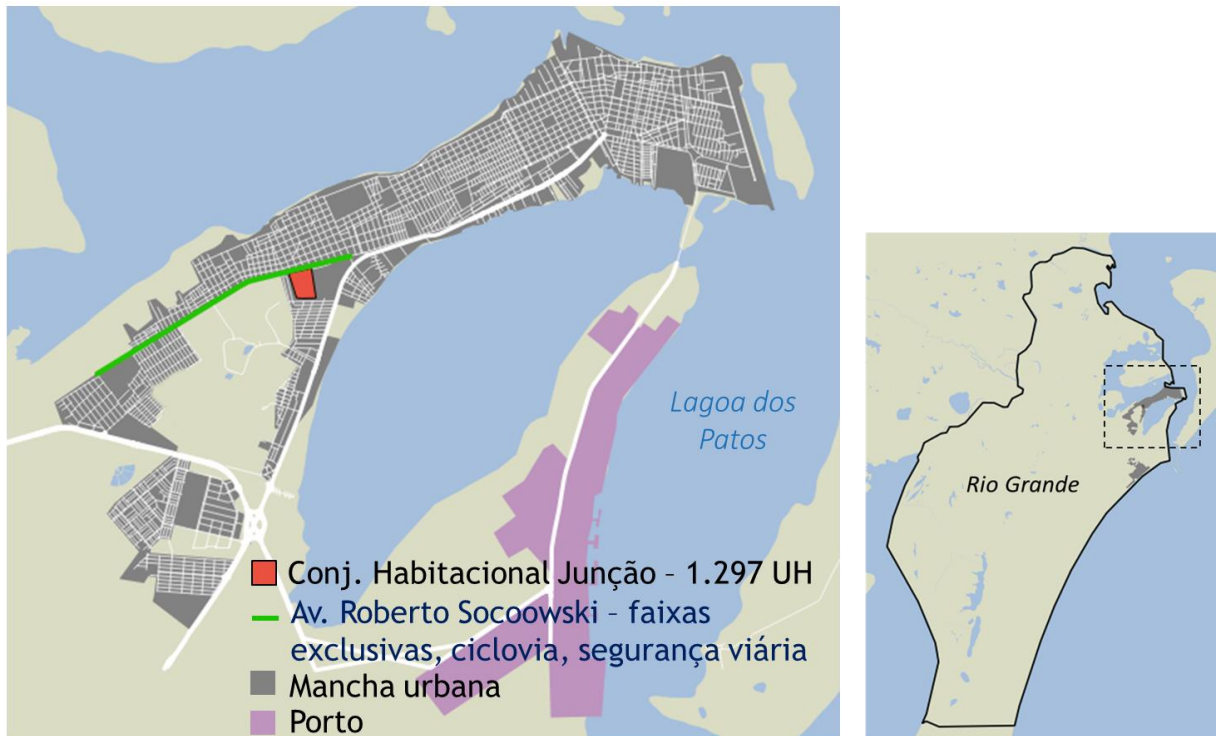 Lagoa dos
Patos
Conj. Habitacional Junção – 1.297 UH
Av. Roberto Socoowski – faixas
exclusivas, ciclovia, segurança viária
Mancha urbana
Porto
Rio Grande